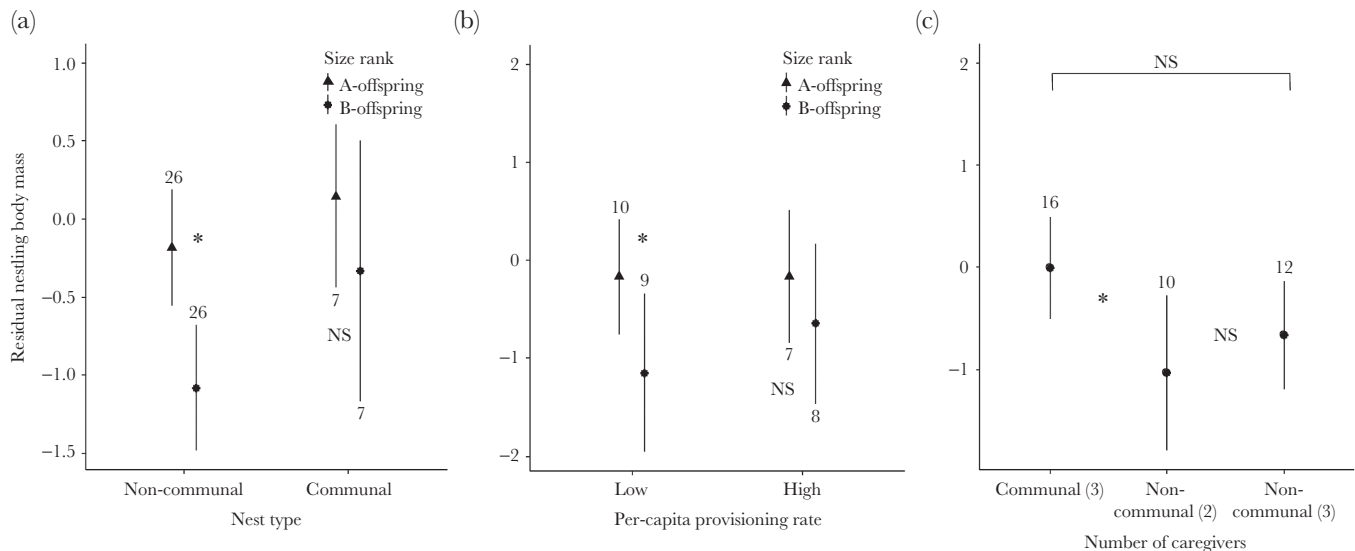 (a)
Size rank
A-offspring
B-offspring
1.0
0.5
0.0
−0.5
−1.0
−1.5
Residual nestling body mass
26
*
26
7
NS
7
Non-communal
Communal
Nest type
(b)
Size rank
A-offspring
B-offspring
2
1
0
−1
−2
10
*
9
7
NS
8
Low
High
Per-capita provisioning rate
(c)
NS
2
1
0
−1
16
*
10
NS
12
Communal (3)
Non-
communal (2)
Non-
communal (3)
Number of caregivers